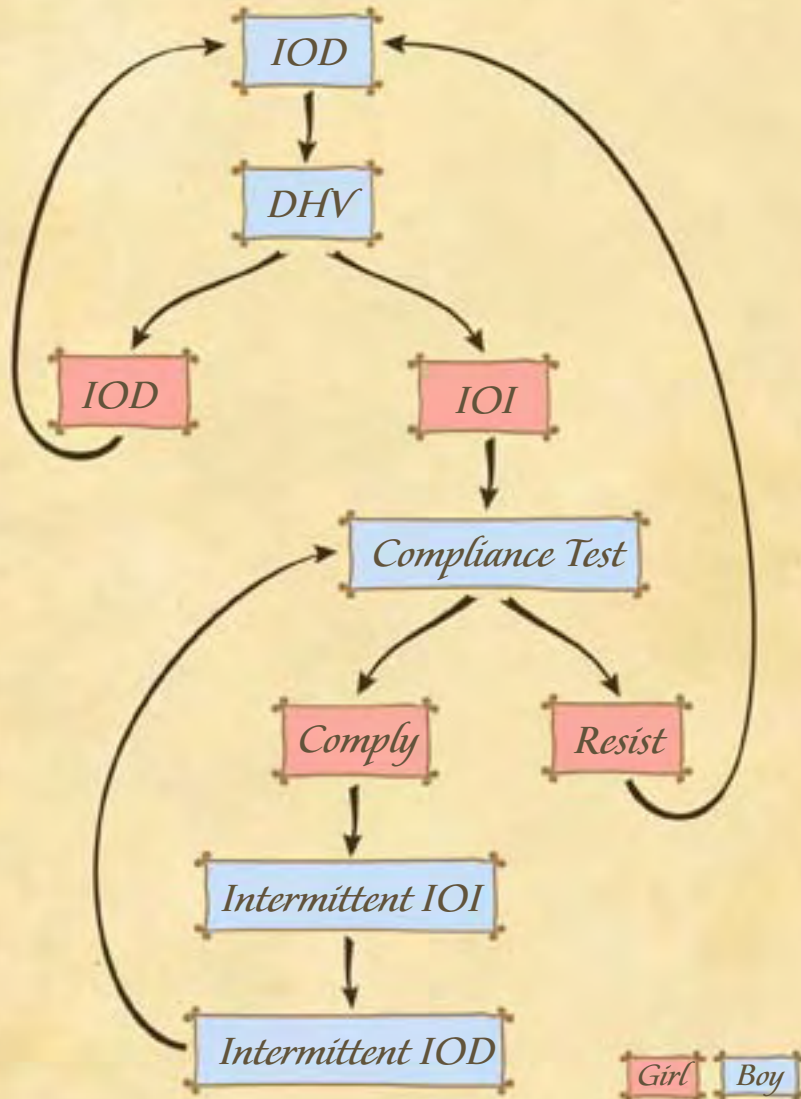 IOD
DHV
IOD
IOI
Compliance Test
Comply
Resist
Intermittent IOI
Intermittent IOD
Girl
Boy